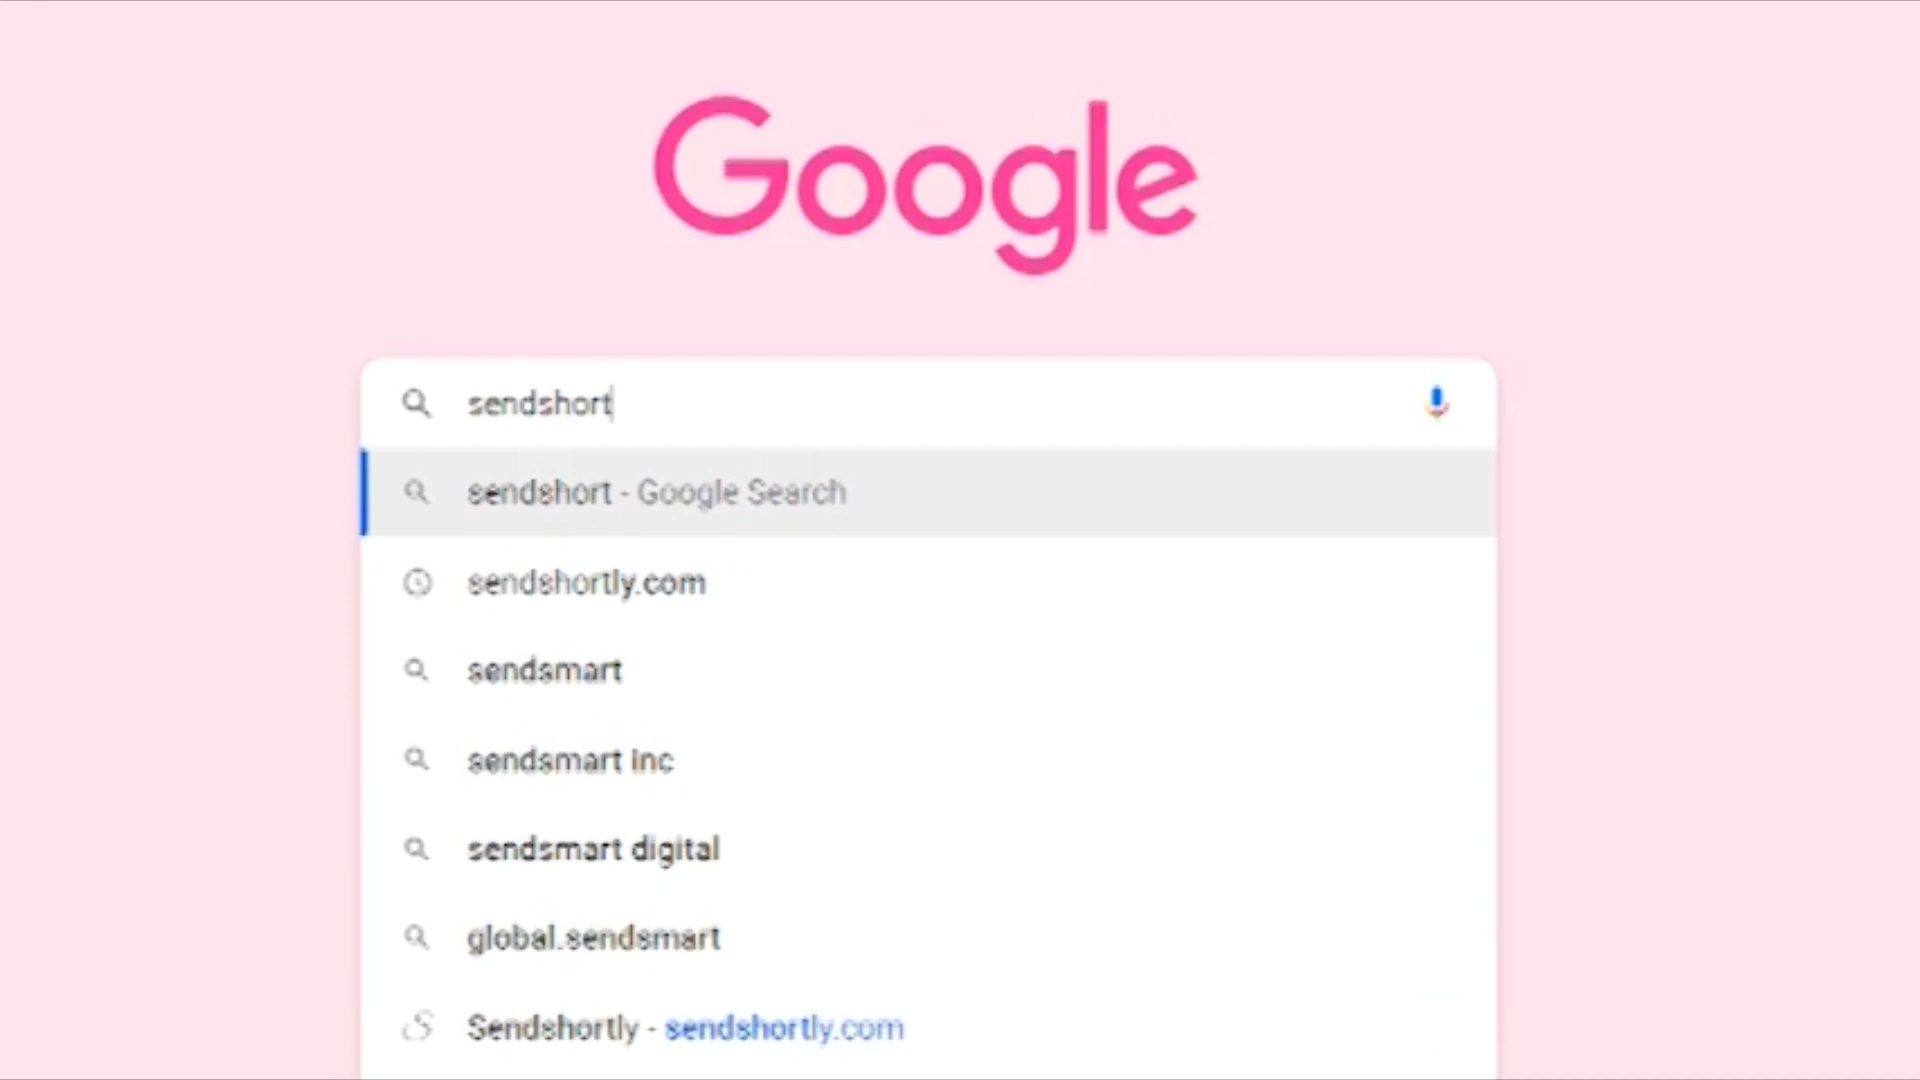 Google
sendshort
sendshort - Google Search
sendshortly.com
sendsmart
sendsmart inc
sendsmart digital
global.sendsmart
Sendshortly - sendshortly.com